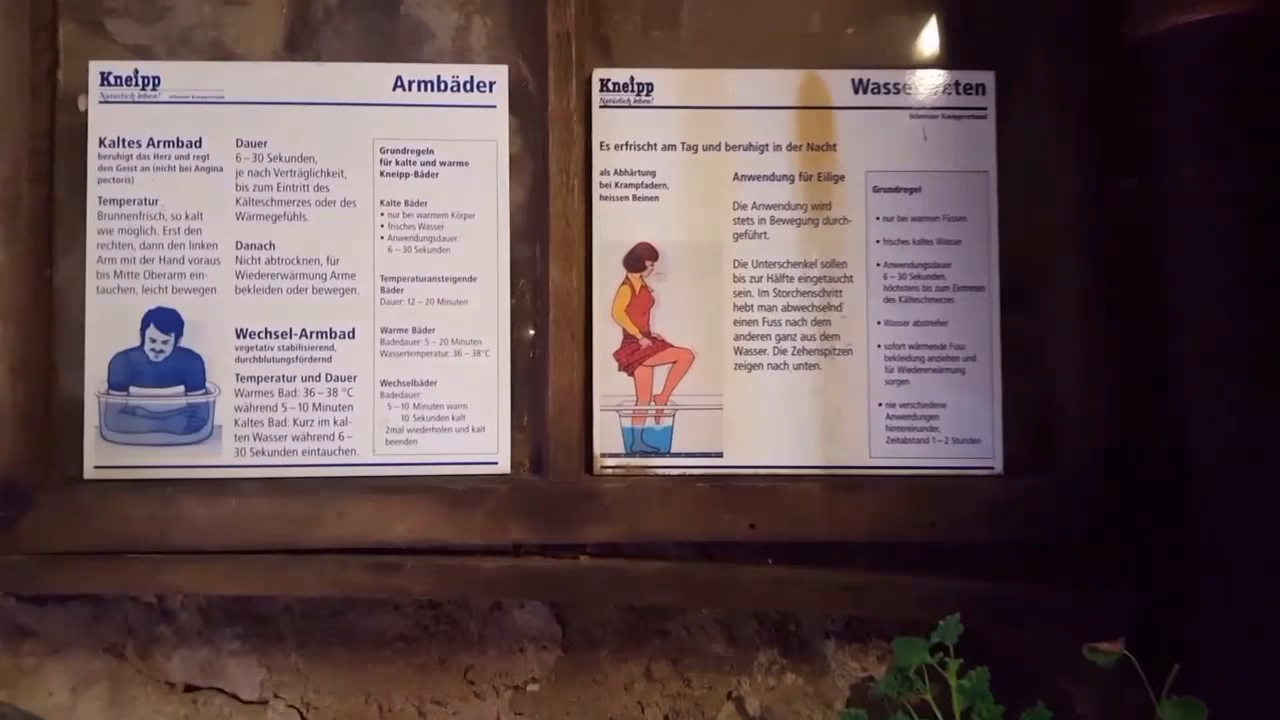 Kneipp
Natürlich leben!
Armbäder
Kaltes Armbad
beruhigt das Herz und regt
den Geist an (nicht bei Angina
pectoris)
Temperatur
Brunnenfrisch, so kalt
wie möglich. Erst den
rechten, dann den linken
Arm mit der Hand voraus
bis Mitte Oberarm ein-
tauchen, leicht bewegen.
Dauer
6–30 Sekunden,
je nach Verträglichkeit,
bis zum Eintritt des
Kälteschmerzes oder des
Wärmegefühls.
Danach
Nicht abtrocknen, für
Wiedererwärmung Arme
bekleiden oder bewegen.
Wechsel-Armbad
vegetativ stabilisierend,
durchblutungsfördernd
Temperatur und Dauer
Warmes Bad: 36–38 °C
während 5–10 Minuten
Kaltes Bad: Kurz im kal-
ten Wasser während 6–
30 Sekunden eintauchen.
Grundregeln
für kalte und warme
Kneipp-Bäder
Kalte Bäder
• nur bei warmem Körper
• frisches Wasser
• Anwendungsdauer:
6–30 Sekunden
Temperaturansteigende
Bäder
Dauer: 12–20 Minuten
Warme Bäder
Badedauer: 5–20 Minuten
Wassertemperatur: 36–38°C
Wechselbäder
Badedauer:
5–10 Minuten warm
10 Sekunden kalt
2mal wiederholen und kalt
beenden
Kneipp
Natürlich leben!
Wassertreten
Schweizer Kneippverband
Es erfrischt am Tag und beruhigt in der Nacht
als Abhärtung
bei Krampfadern,
heissen Beinen
Anwendung für Eilige
Die Anwendung wird
stets in Bewegung durch-
geführt.
Die Unterschenkel sollen
bis zur Hälfte eingetaucht
sein. Im Storchenschritt
hebt man abwechselnd
einen Fuss nach dem
anderen ganz aus dem
Wasser. Die Zehenspitzen
zeigen nach unten.
Grundregel
• nur bei warmen Füssen
• frisches kaltes Wasser
• Anwendungsdauer
6–30 Sekunden,
höchstens bis zum Eintreten
des Kälteschmerzes
• Wasser abstreifen
• sofort wärmende Fuss-
bekleidung anziehen und
für Wiedererwärmung
sorgen
• nie verschiedene
Anwendungen
hintereinander,
Zeitabstand 1–2 Stunden